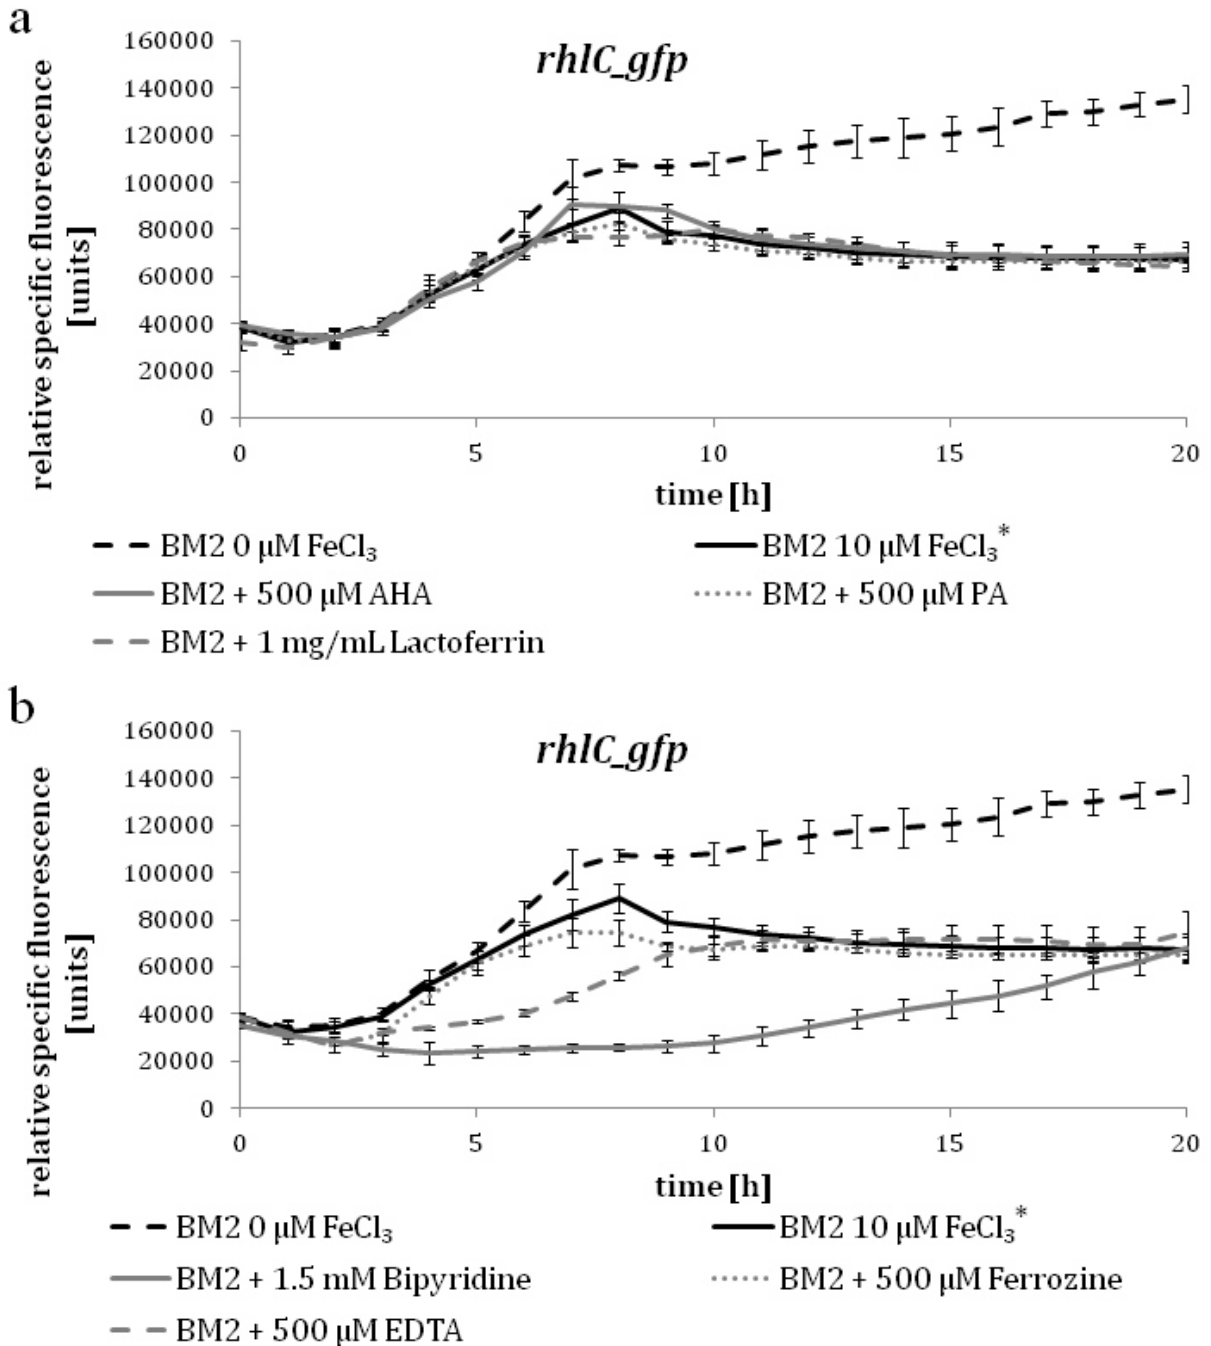 a
rhlC_gfp
relative specific fluorescence
[units]
160000
140000
120000
100000
80000
60000
40000
20000
0
0 5 10 15 20
time [h]
BM2 0 µM FeCl₃ BM2 10 µM FeCl₃*
BM2 + 500 µM AHA BM2 + 500 µM PA
BM2 + 1 mg/mL Lactoferrin
b
rhlC_gfp
relative specific fluorescence
[units]
160000
140000
120000
100000
80000
60000
40000
20000
0
0 5 10 15 20
time [h]
BM2 0 µM FeCl₃ BM2 10 µM FeCl₃*
BM2 + 1.5 mM Bipyridine BM2 + 500 µM Ferrozine
BM2 + 500 µM EDTA